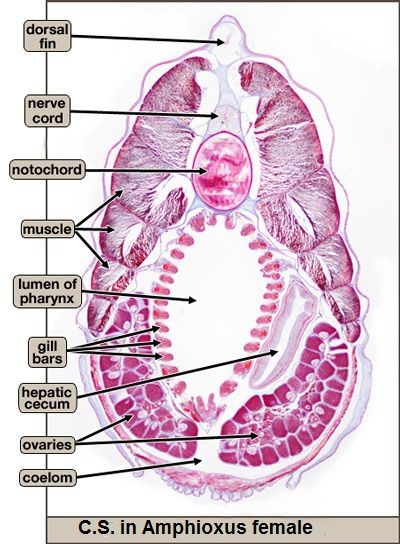 dorsal
fin
nerve
cord
notochord
muscle
lumen of
pharynx
gill
bars
hepatic
cecum
ovaries
coelom
C.S. in Amphioxus female